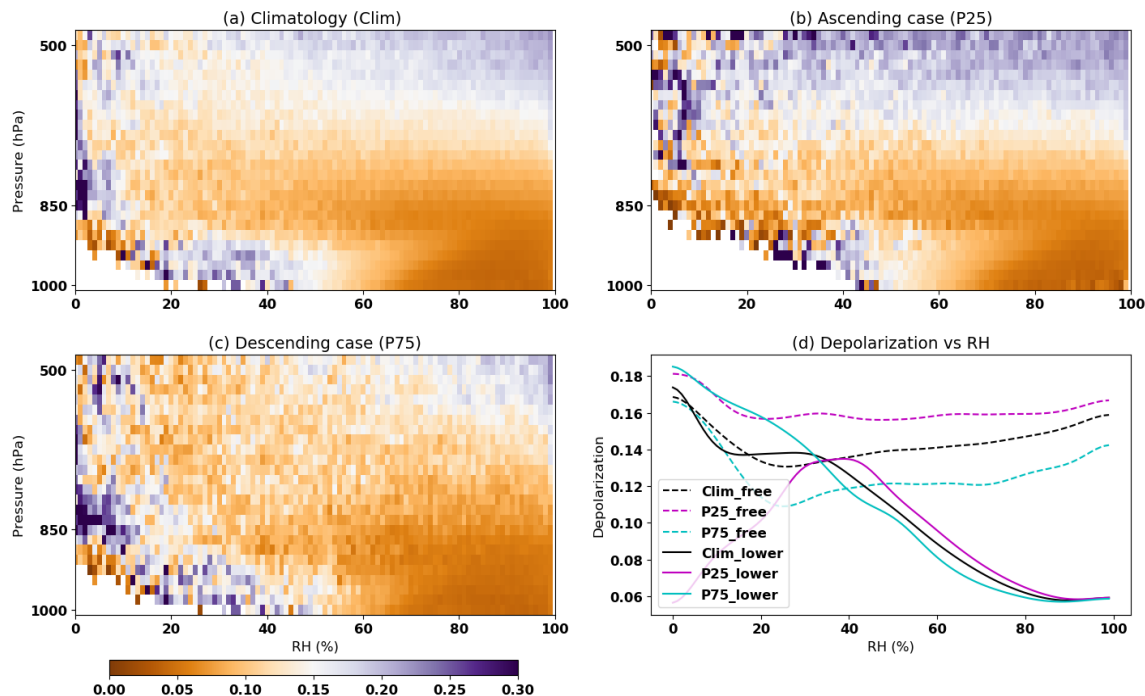 (a) Climatology (Clim)
Pressure (hPa)
500
850
1000
0 20 40 60 80 100
(b) Ascending case (P25)
500
850
1000
0 20 40 60 80 100
(c) Descending case (P75)
Pressure (hPa)
500
850
1000
0 20 40 60 80 100
RH (%)
0.00 0.05 0.10 0.15 0.20 0.25 0.30
(d) Depolarization vs RH
Depolarization
0.18
0.16
0.14
0.12
0.10
0.08
0.06
Clim_free
P25_free
P75_free
Clim_lower
P25_lower
P75_lower
0 20 40 60 80 100
RH (%)